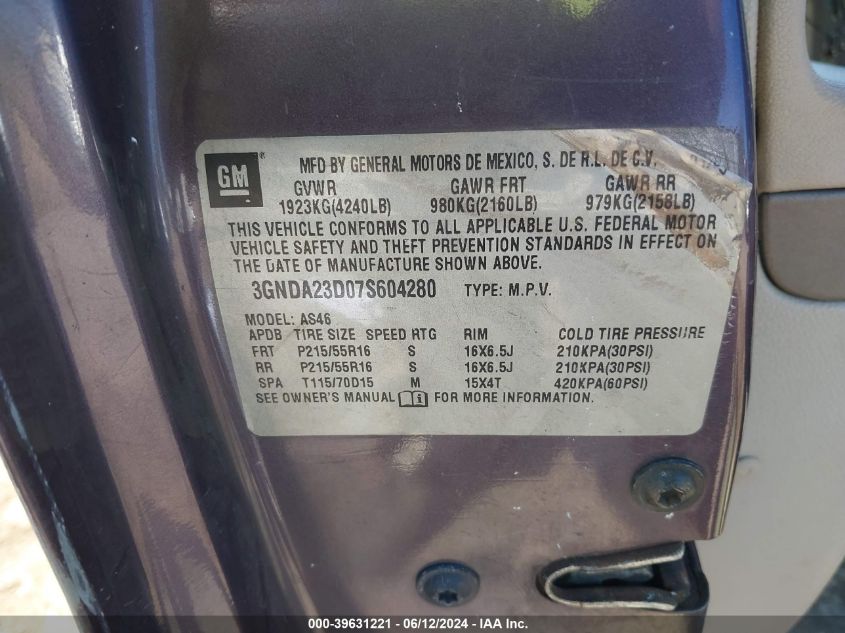 GM ® MFD BY GENERAL MOTORS DE MEXICO, S. DE R.L. DE C.V.
GVWR GAWR FRT GAWR RR
1923KG(4240LB) 980KG(2160LB) 979KG(2158LB)
THIS VEHICLE CONFORMS TO ALL APPLICABLE U.S. FEDERAL MOTOR
VEHICLE SAFETY AND THEFT PREVENTION STANDARDS IN EFFECT ON
THE DATE OF MANUFACTURE SHOWN ABOVE.
3GNDA23D07S604280 TYPE: M.P.V.
MODEL: AS46
APDB TIRE SIZE SPEED RTG RIM COLD TIRE PRESSURE
FRT P215/55R16 S 16X6.5J 210KPA(30PSI)
RR P215/55R16 S 16X6.5J 210KPA(30PSI)
SPA T115/70D15 M 15X4T 420KPA(60PSI)
SEE OWNER'S MANUAL FOR MORE INFORMATION.
000-39631221 - 06/12/2024 - IAA Inc.